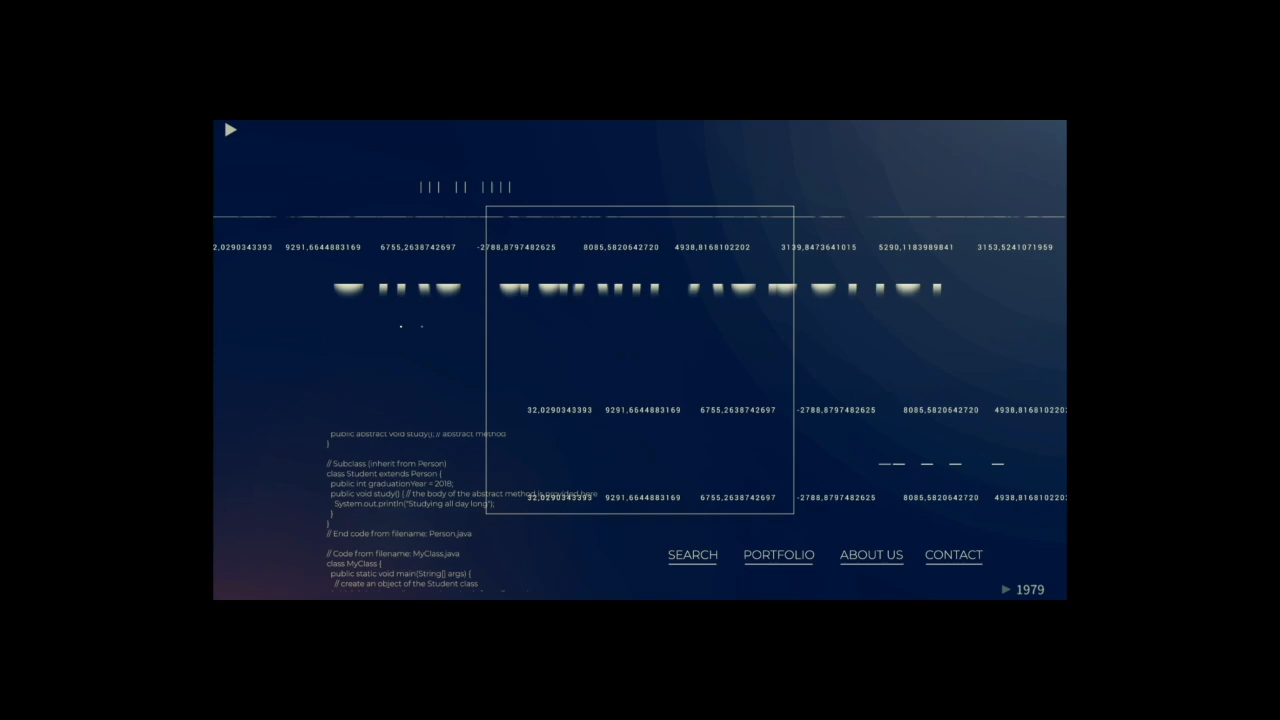 2,0290343393 9291,6644883169 6755,2638742697 -2788,8797482625 8085,5820642720 4938,8168102202 3139,8473641015 5290,1183989841 3153,5241071959
32,0290343393 9291,6644883169 6755,2638742697 -2788,8797482625 8085,5820642720 4938,816810220
public abstract void study(); // abstract method
}
// Subclass (inherit from Person)
class Student extends Person {
public int graduationYear = 2018;
public void study() { // the body of the abstract method is provided here
32,0290343393 9291,6644883169 6755,2638742697 -2788,8797482625 8085,5820642720 4938,816810220
System.out.println("Studying all day long");
}
}
// End code from filename: Person.java
// Code from filename: MyClass.java
class MyClass {
public static void main(String[] args) {
// create an object of the Student class
SEARCH PORTFOLIO ABOUT US CONTACT
1979